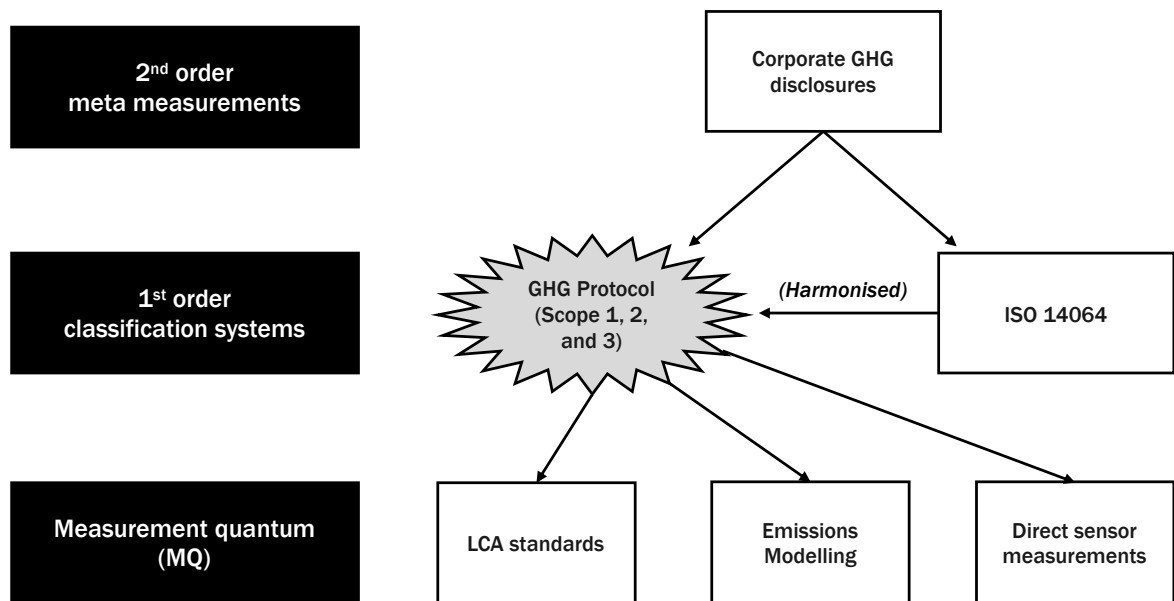 2nd order
meta measurements
Corporate GHG
disclosures
1st order
classification systems
GHG Protocol
(Scope 1, 2,
and 3)
(Harmonised)
ISO 14064
Measurement quantum
(MQ)
LCA standards
Emissions
Modelling
Direct sensor
measurements